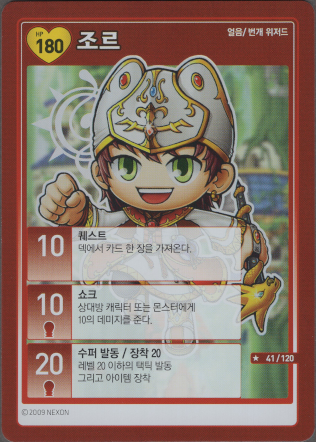 HP
180
조르
얼음/ 번개 위저드
10
퀘스트
덱에서 카드 한 장을 가져온다.
10
쇼크
상대방 캐릭터 또는 몬스터에게
10의 데미지를 준다.
20
수퍼 발동 / 장착 20
레벨 20 이하의 택틱 발동
그리고 아이템 장착
★ 41/120
©2009 NEXON